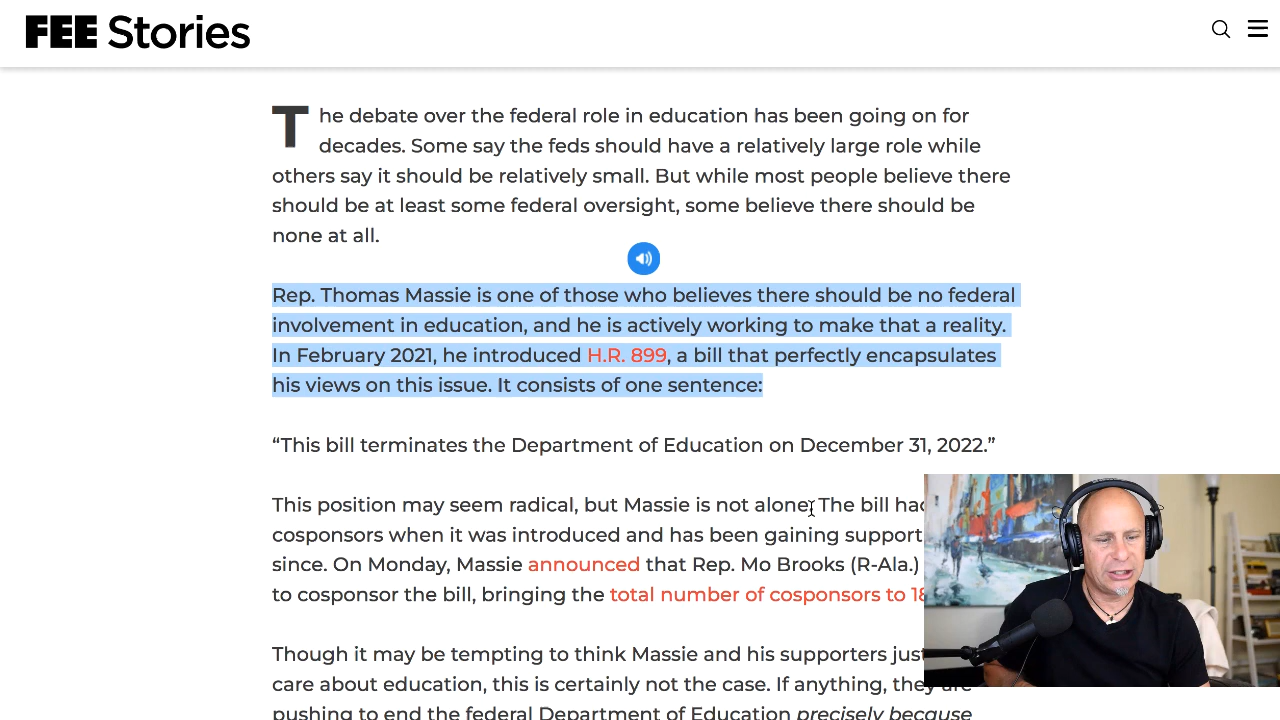 FEE Stories
The debate over the federal role in education has been going on for
decades. Some say the feds should have a relatively large role while
others say it should be relatively small. But while most people believe there
should be at least some federal oversight, some believe there should be
none at all.
Rep. Thomas Massie is one of those who believes there should be no federal
involvement in education, and he is actively working to make that a reality.
In February 2021, he introduced H.R. 899, a bill that perfectly encapsulates
his views on this issue. It consists of one sentence:
“This bill terminates the Department of Education on December 31, 2022.”
This position may seem radical, but Massie is not alone. The bill had
cosponsors when it was introduced and has been gaining support
since. On Monday, Massie announced that Rep. Mo Brooks (R-Ala.)
to cosponsor the bill, bringing the total number of cosponsors to
Though it may be tempting to think Massie and his supporters just
care about education, this is certainly not the case. If anything, they are
pushing to end the federal Department of Education precisely because